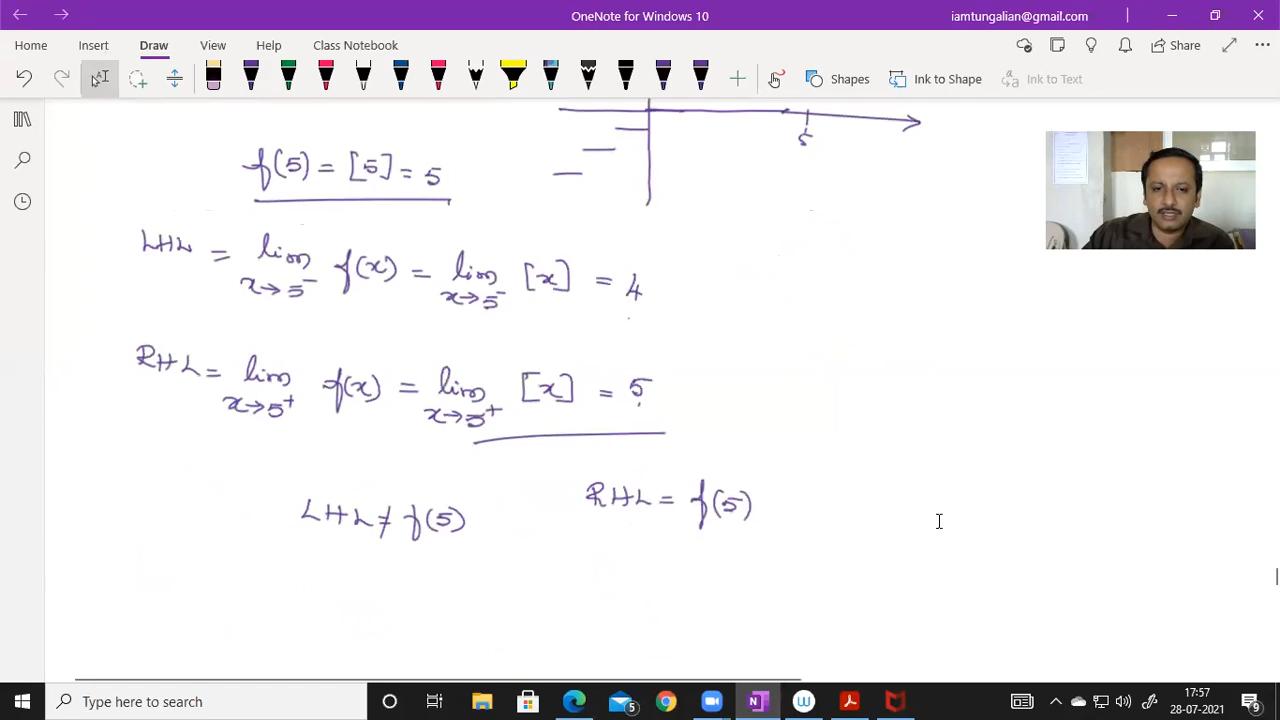 OneNote for Windows 10
iamtungalian@gmail.com
Home Insert Draw View Help Class Notebook
Share
Shapes Ink to Shape Ink to Text
5
f(5) = [5] = 5
LHL = lim x→5⁻ f(x) = lim x→5⁻ [x] = 4
RHL = lim x→5⁺ f(x) = lim x→5⁺ [x] = 5
LHL ≠ f(5) RHL = f(5)
Type here to search
5
17:57
28-07-2021
9